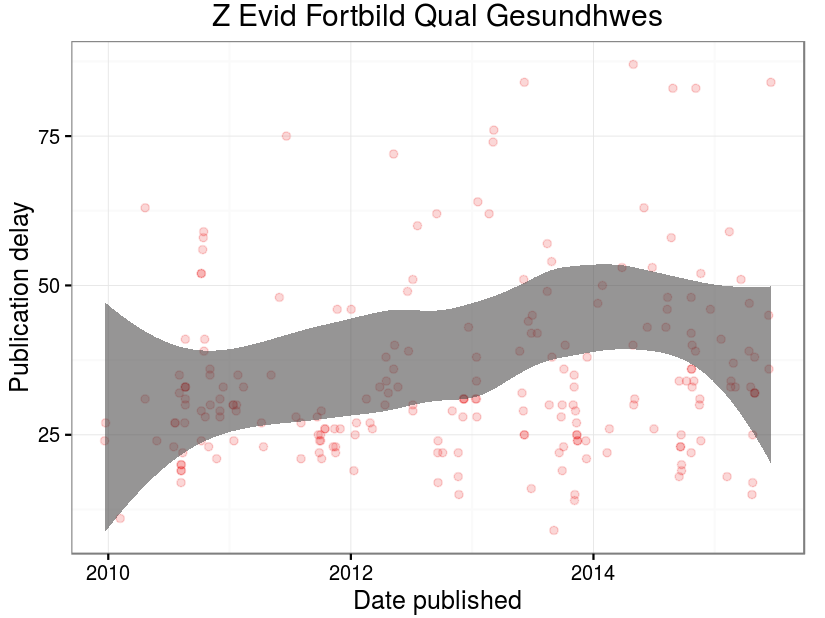 Z Evid Fortbild Qual Gesundhwes
75
50
25
Publication delay
2010 2012 2014
Date published